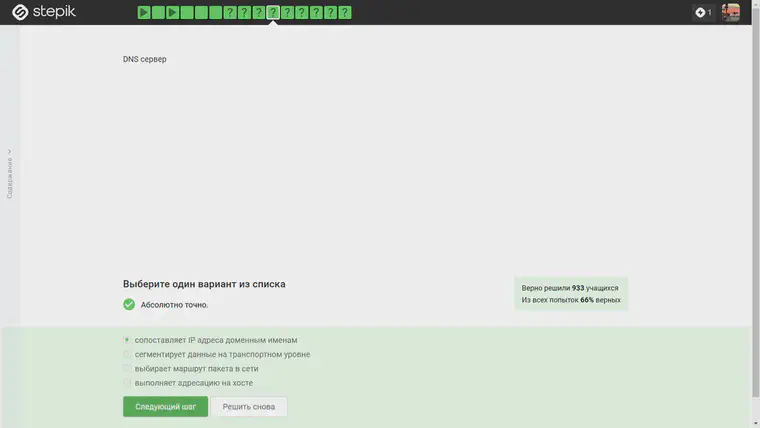 stepik
? ? ? ? ? ? ? ? ?
1
DNS сервер
Содержание
Выберите один вариант из списка
Абсолютно точно.
Верно решили 933 учащихся
Из всех попыток 66% верных
сопоставляет IP адреса доменным именам
сегментирует данные на транспортном уровне
выбирает маршрут пакета в сети
выполняет адресацию на хосте
Следующий шаг
Решить снова